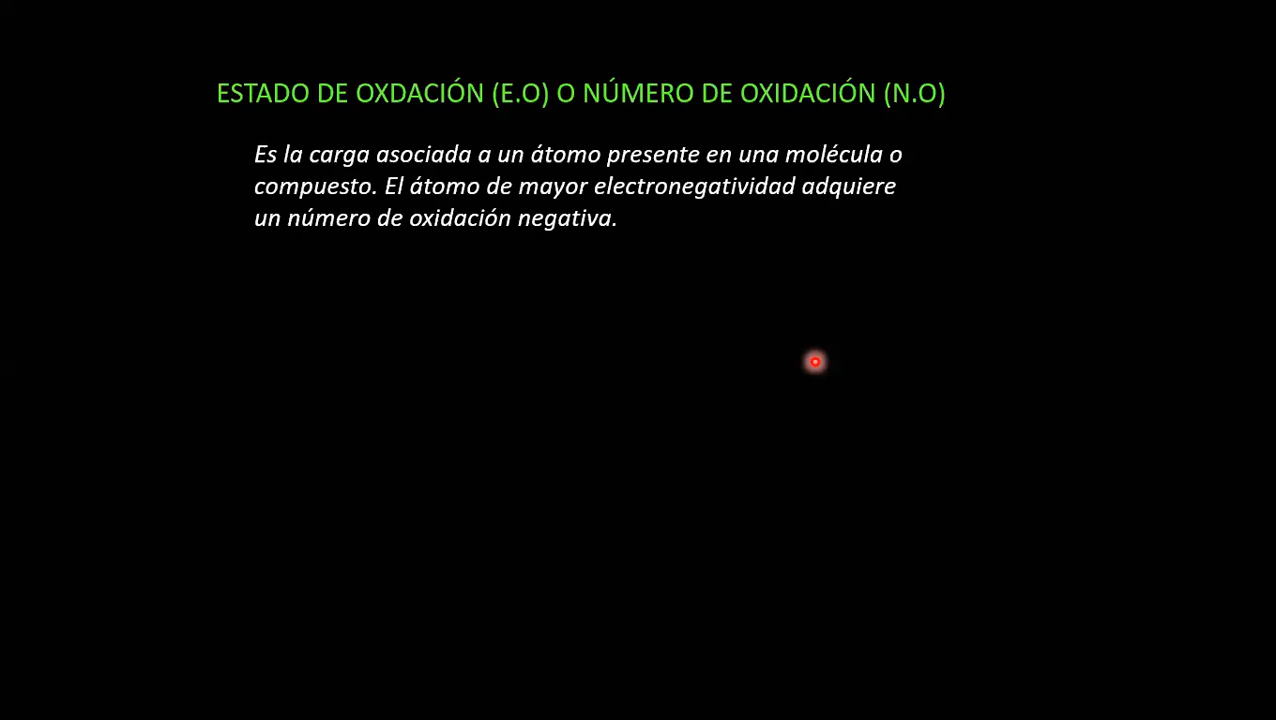 ESTADO DE OXDACIÓN (E.O) O NÚMERO DE OXIDACIÓN (N.O)
Es la carga asociada a un átomo presente en una molécula o
compuesto. El átomo de mayor electronegatividad adquiere
un número de oxidación negativa.